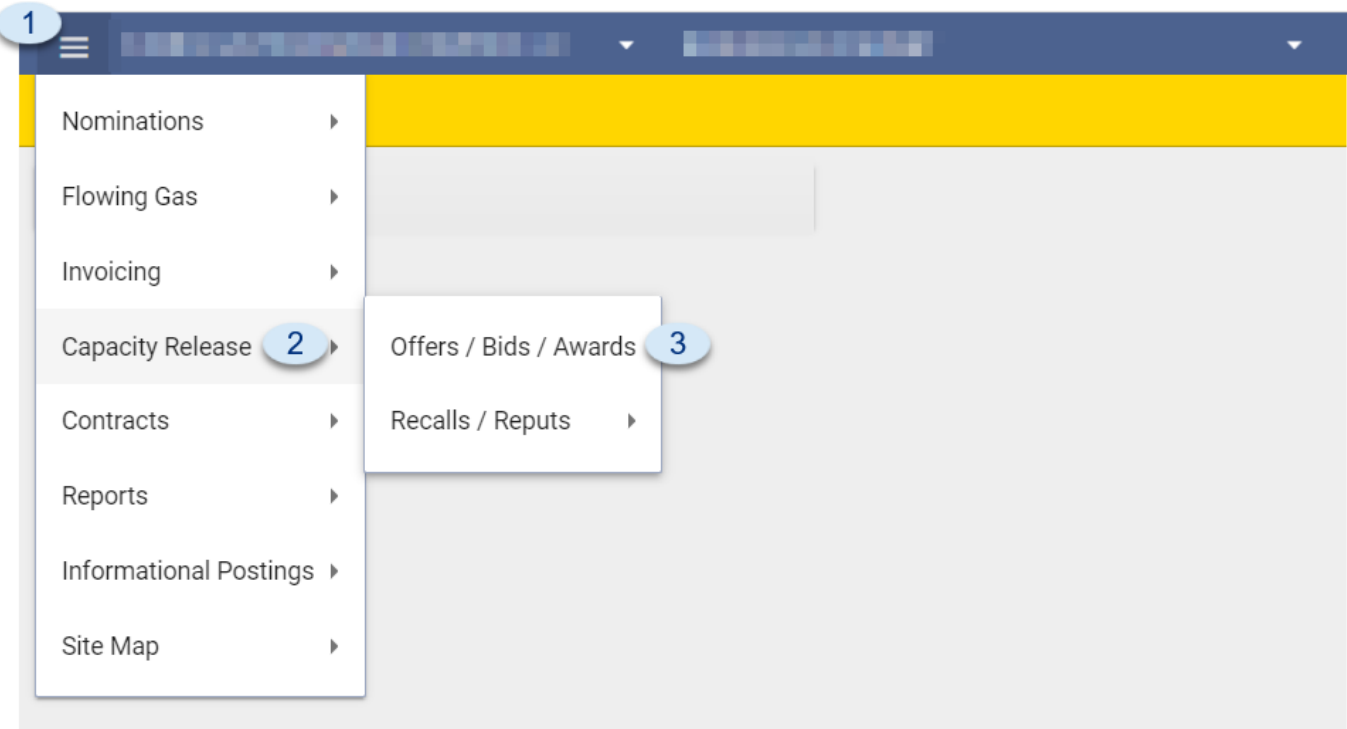 1
Nominations
Flowing Gas
Invoicing
Capacity Release 2 Offers / Bids / Awards 3
Contracts Recalls / Reputs
Reports
Informational Postings
Site Map